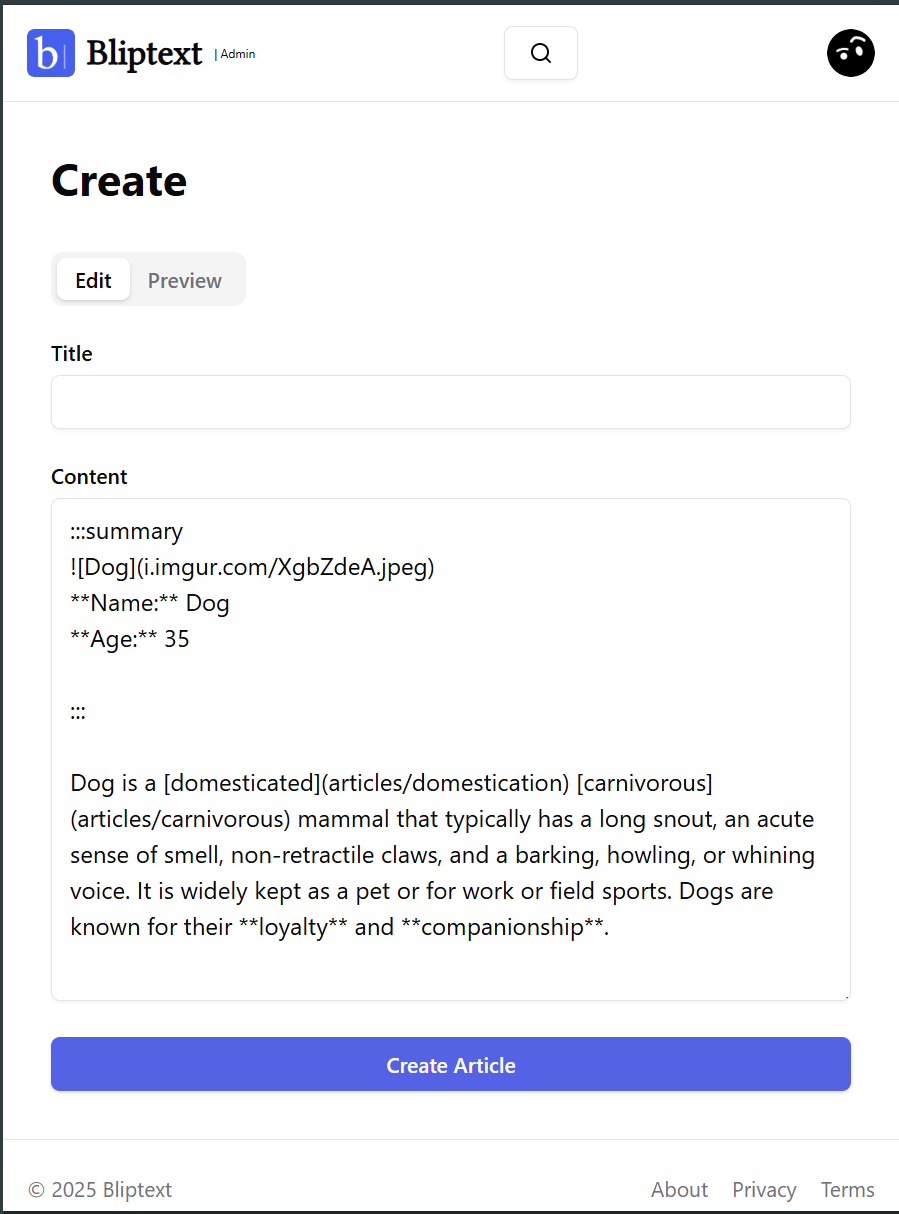 b Bliptext | Admin
Create
Edit Preview
Title
Content
:::summary
![Dog](i.imgur.com/XgbZdeA.jpeg)
**Name:** Dog
**Age:** 35
:::
Dog is a [domesticated](articles/domestication) [carnivorous]
(articles/carnivorous) mammal that typically has a long snout, an acute
sense of smell, non-retractile claws, and a barking, howling, or whining
voice. It is widely kept as a pet or for work or field sports. Dogs are
known for their **loyalty** and **companionship**.
Create Article
© 2025 Bliptext About Privacy Terms